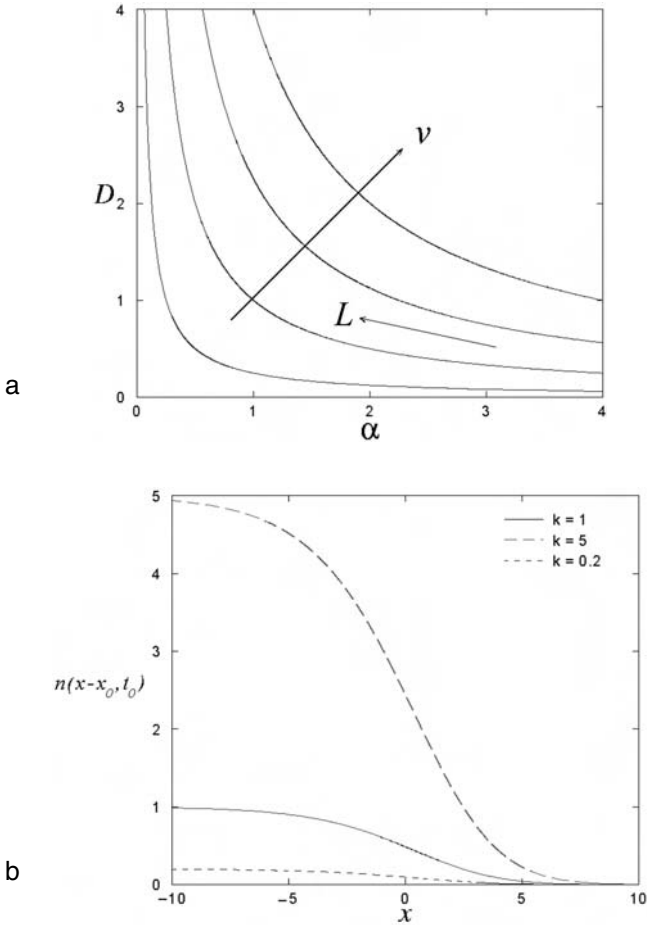 4
3
D 2
1
0
0 1 2 3 4
α
v
L
a
5
4
3
2
1
0
n(x-x₀,t₀)
k = 1
k = 5
k = 0.2
−10 −5 0 5 10
x
b